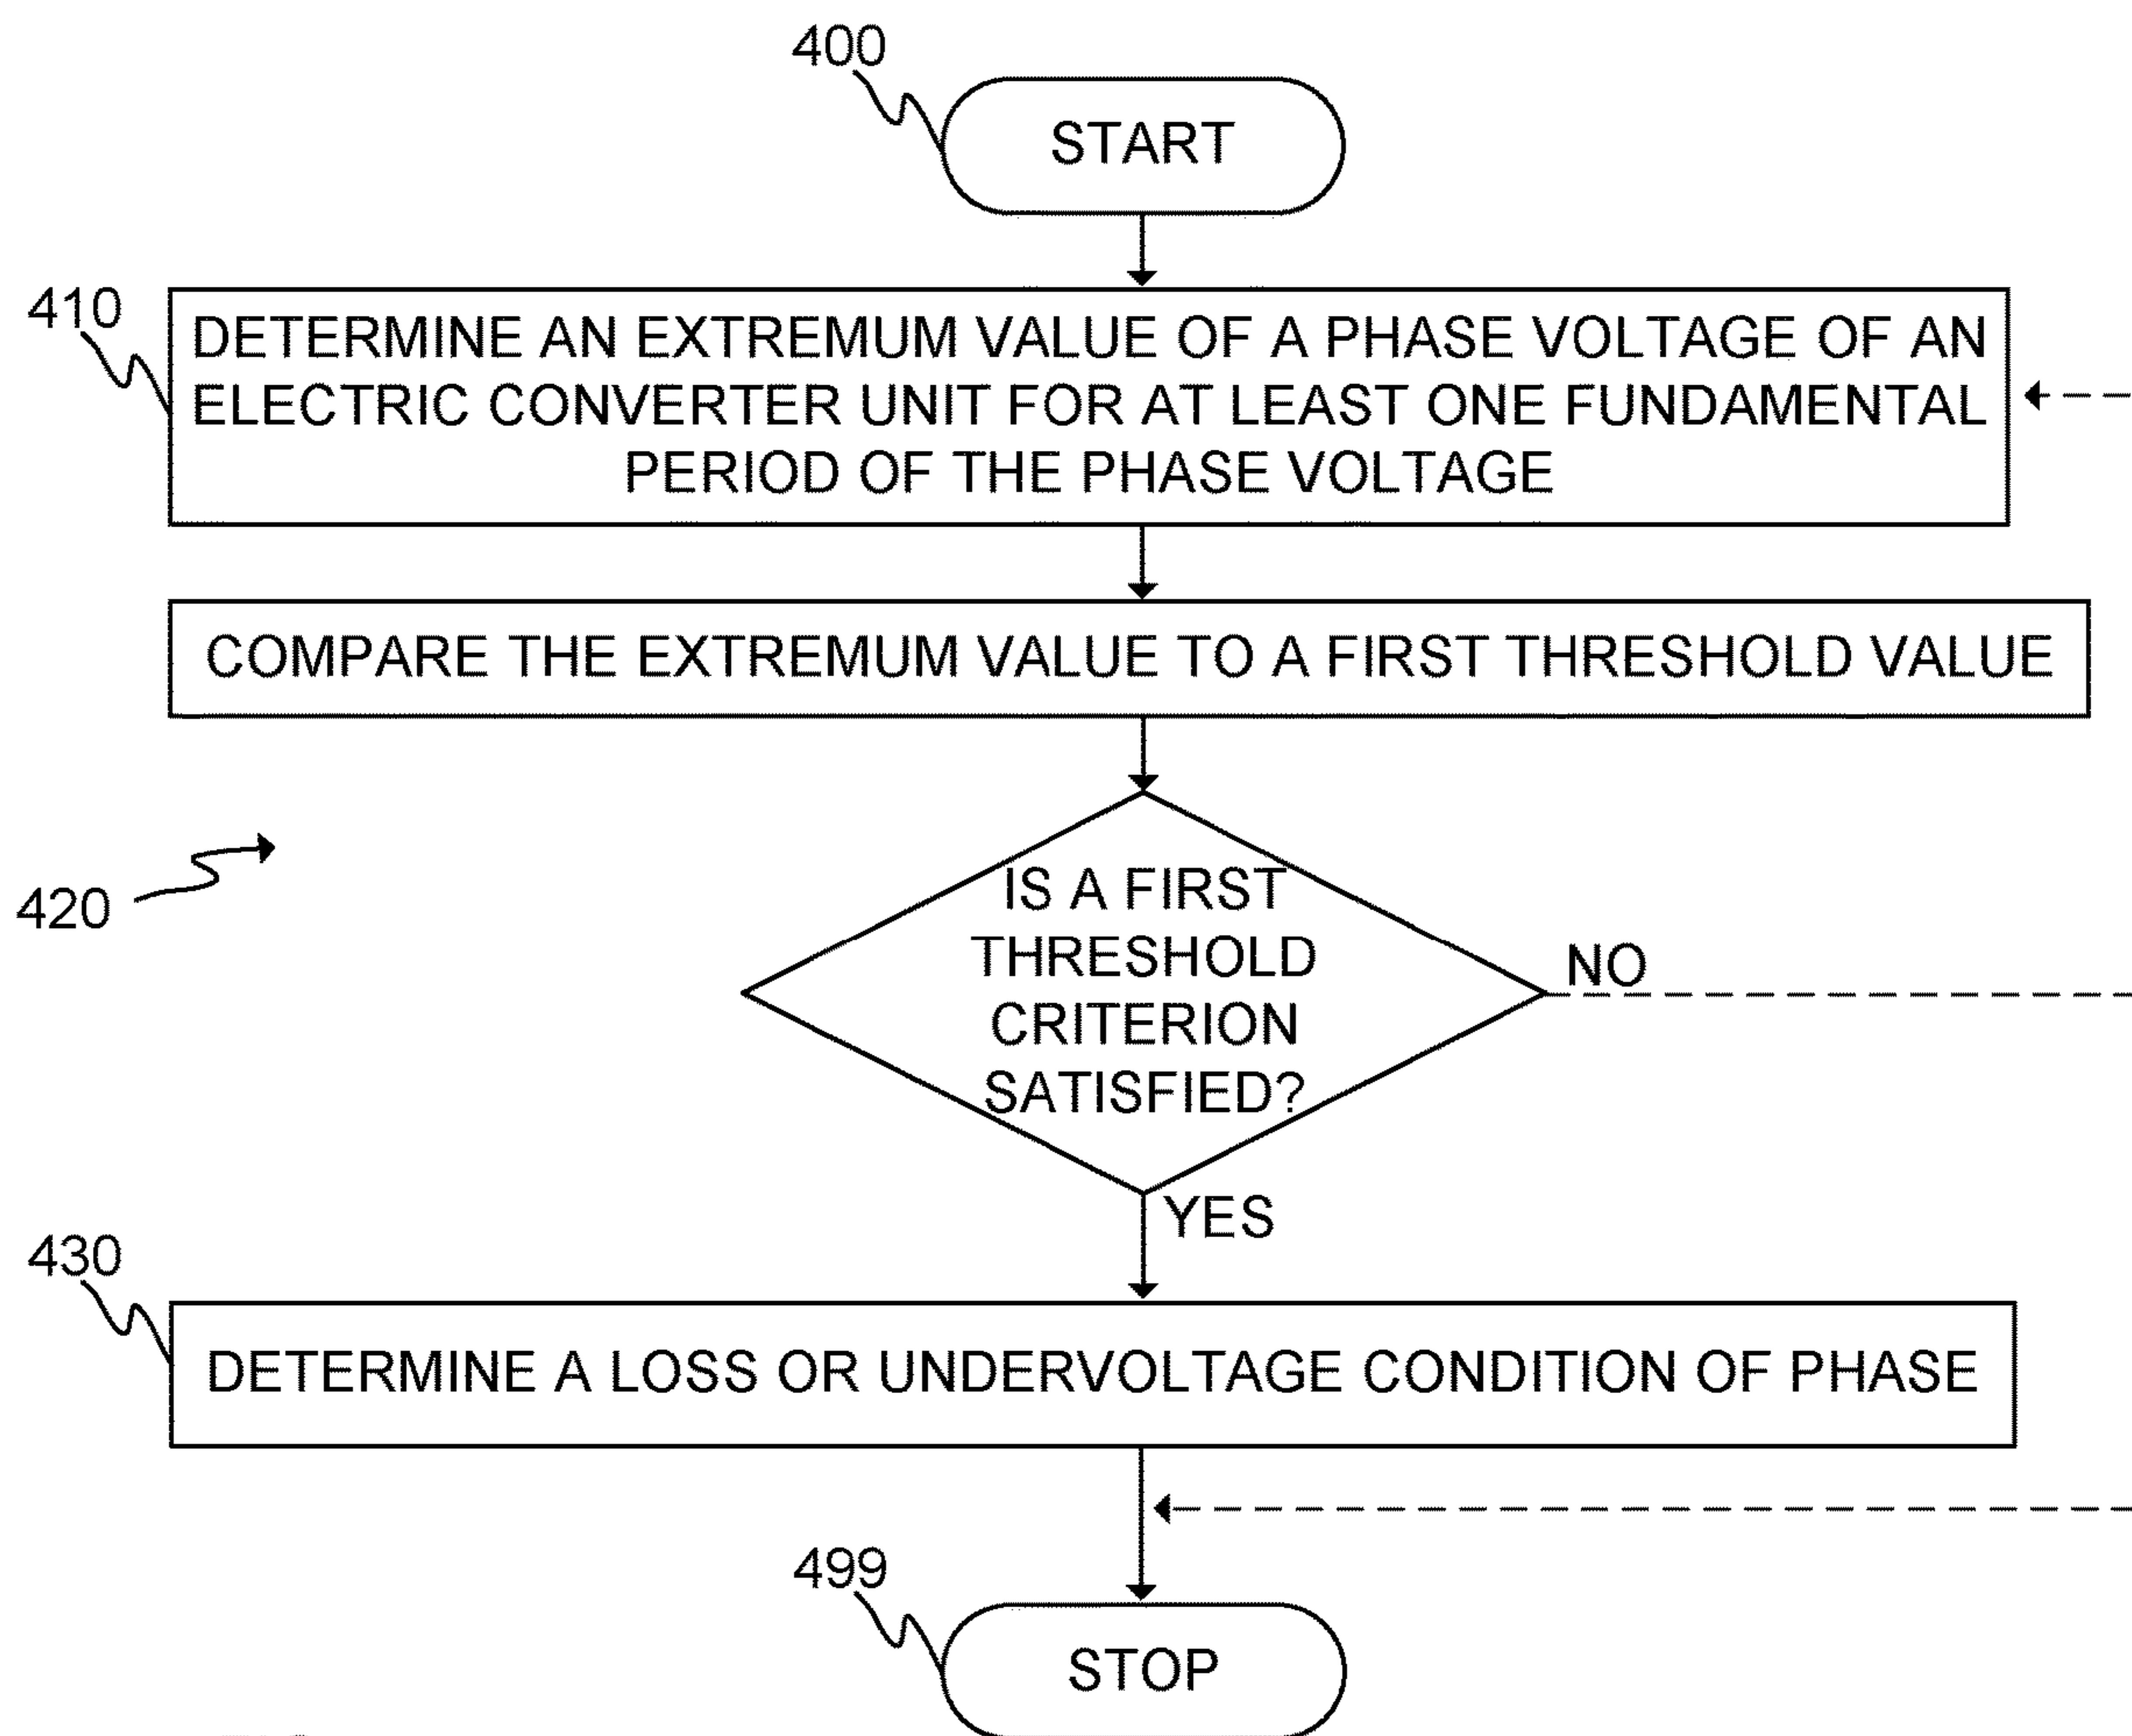 400
START
410
DETERMINE AN EXTREMUM VALUE OF A PHASE VOLTAGE OF AN
ELECTRIC CONVERTER UNIT FOR AT LEAST ONE FUNDAMENTAL
PERIOD OF THE PHASE VOLTAGE
COMPARE THE EXTREMUM VALUE TO A FIRST THRESHOLD VALUE
420
IS A FIRST
THRESHOLD
CRITERION
SATISFIED?
NO
YES
430
DETERMINE A LOSS OR UNDERVOLTAGE CONDITION OF PHASE
499
STOP